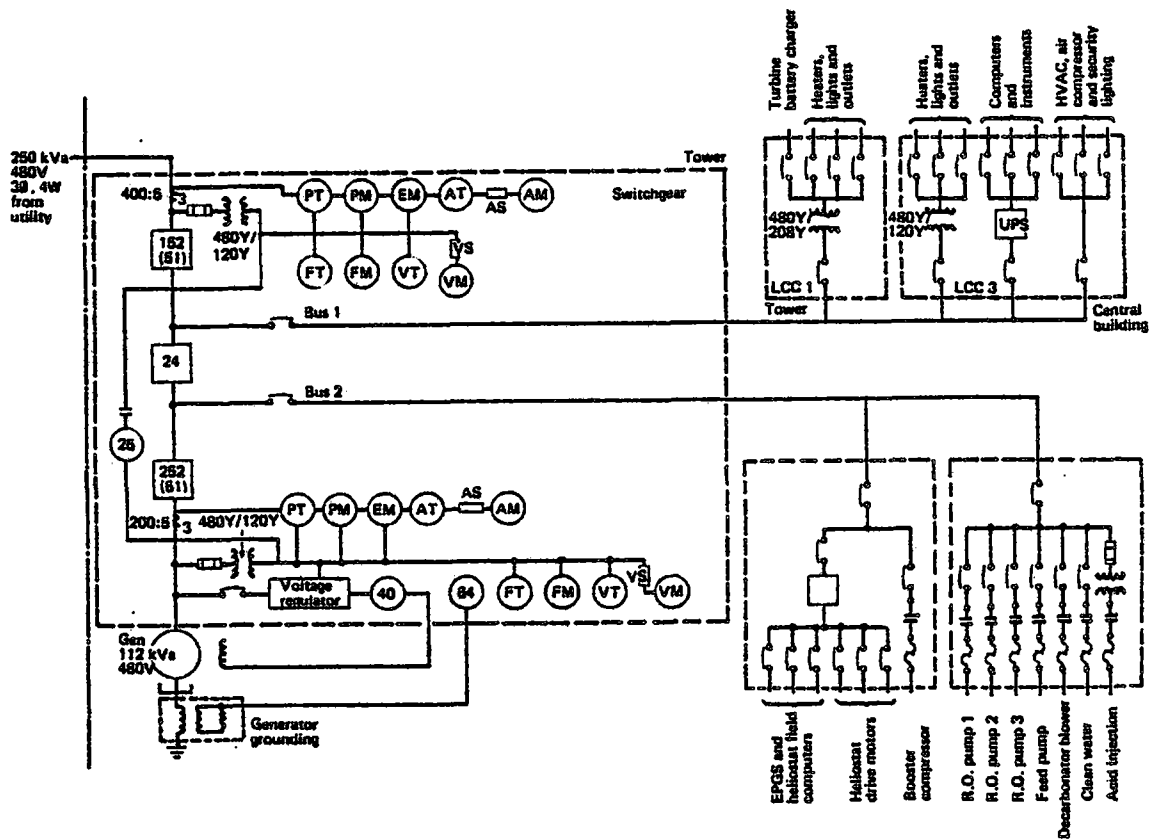 250 kVa
480V
3Ø, 4W
from
utility
Tower
Switchgear
400:5
3
480Y/
120Y
152
(51)
PT
PM
EM
AT
AS
AM
FT
FM
VT
VS
VM
Bus 1
24
Bus 2
25
252
(51)
200:5
3
480Y/120Y
PT
PM
EM
AT
AS
AM
Voltage
regulator
40
64
FT
FM
VT
VM
Gen
112 kVa
480V
Generator
grounding
Turbine
battery charger
Heaters,
lights and
outlets
Heaters,
lights and
outlets
Computers
and
instruments
HVAC, air
compressor
and security
lighting
480Y/
208Y
LCC 1
Tower
480Y/
120Y
UPS
LCC 3
Central
building
EPGS and
heliostat field
computers
Heliostat
drive motors
Booster
compressor
R.O. pump 1
R.O. pump 2
R.O. pump 3
Feed pump
Decarbonator blower
Clean water
Acid injection